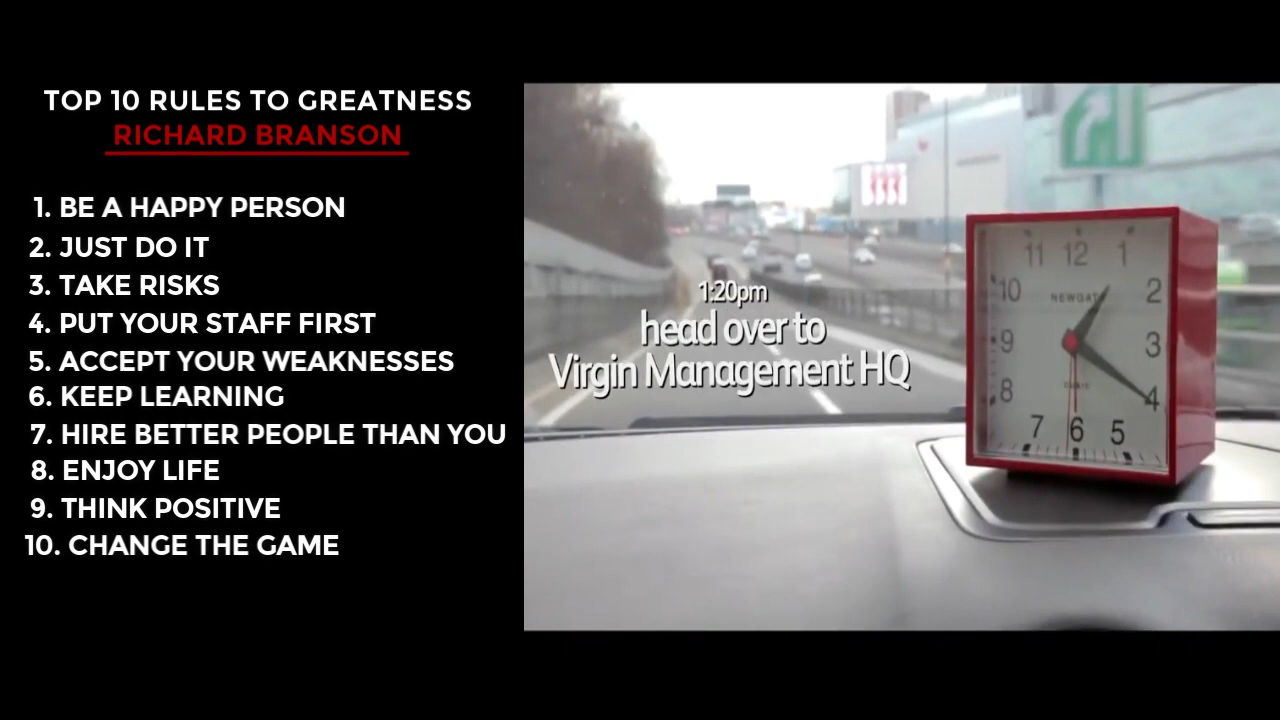 TOP 10 RULES TO GREATNESS
RICHARD BRANSON
1. BE A HAPPY PERSON
2. JUST DO IT
3. TAKE RISKS
4. PUT YOUR STAFF FIRST
5. ACCEPT YOUR WEAKNESSES
6. KEEP LEARNING
7. HIRE BETTER PEOPLE THAN YOU
8. ENJOY LIFE
9. THINK POSITIVE
10. CHANGE THE GAME
1:20pm
head over to
Virgin Management HQ
11 12 1
10 2
NEWGATE
9 3
8 4
7 6 5